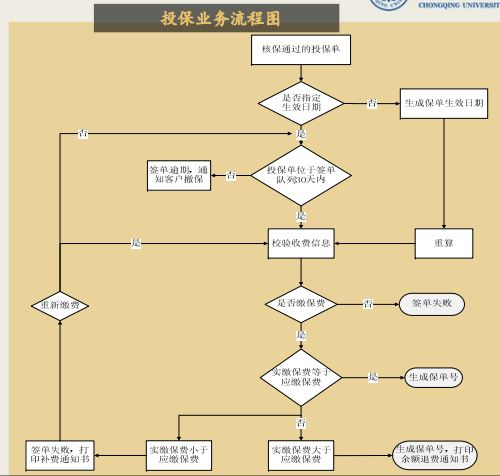 投保业务流程图
CHONGQING UNIVERSIT
核保通过的投保单
是否指定
生效日期
否
生成保单生效日期
否
是
签单逾期，通
知客户撤保
否
投保单位于签单
队列30天内
是
是
校验收费信息
重算
重新缴费
是否缴保费
否
签单失败
是
实缴保费等于
应缴保费
是
生成保单号
否
签单失败，打
印补费通知书
实缴保费小于
应缴保费
实缴保费大于
应缴保费
生成保单号，打印
余额退费通知书